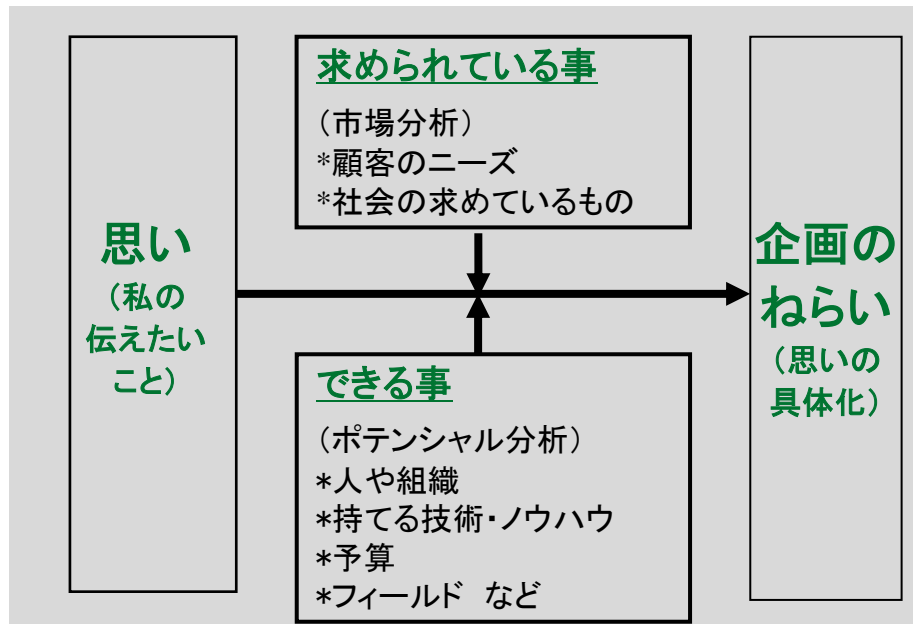 思い
(私の
伝えたい
こと)
求められている事
(市場分析)
*顧客のニーズ
*社会の求めているもの
できる事
(ポテンシャル分析)
*人や組織
*持てる技術・ノウハウ
*予算
*フィールド など
企画の
ねらい
(思いの
具体化)